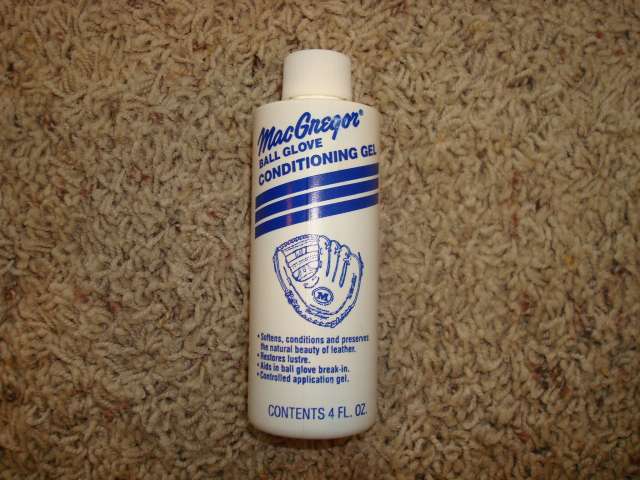 MacGregor®
BALL GLOVE
CONDITIONING GEL
M
• Softens, conditions and preserves
the natural beauty of leather.
• Restores lustre.
• Aids in ball glove break-in.
• Controlled application gel.
CONTENTS 4 FL. OZ.